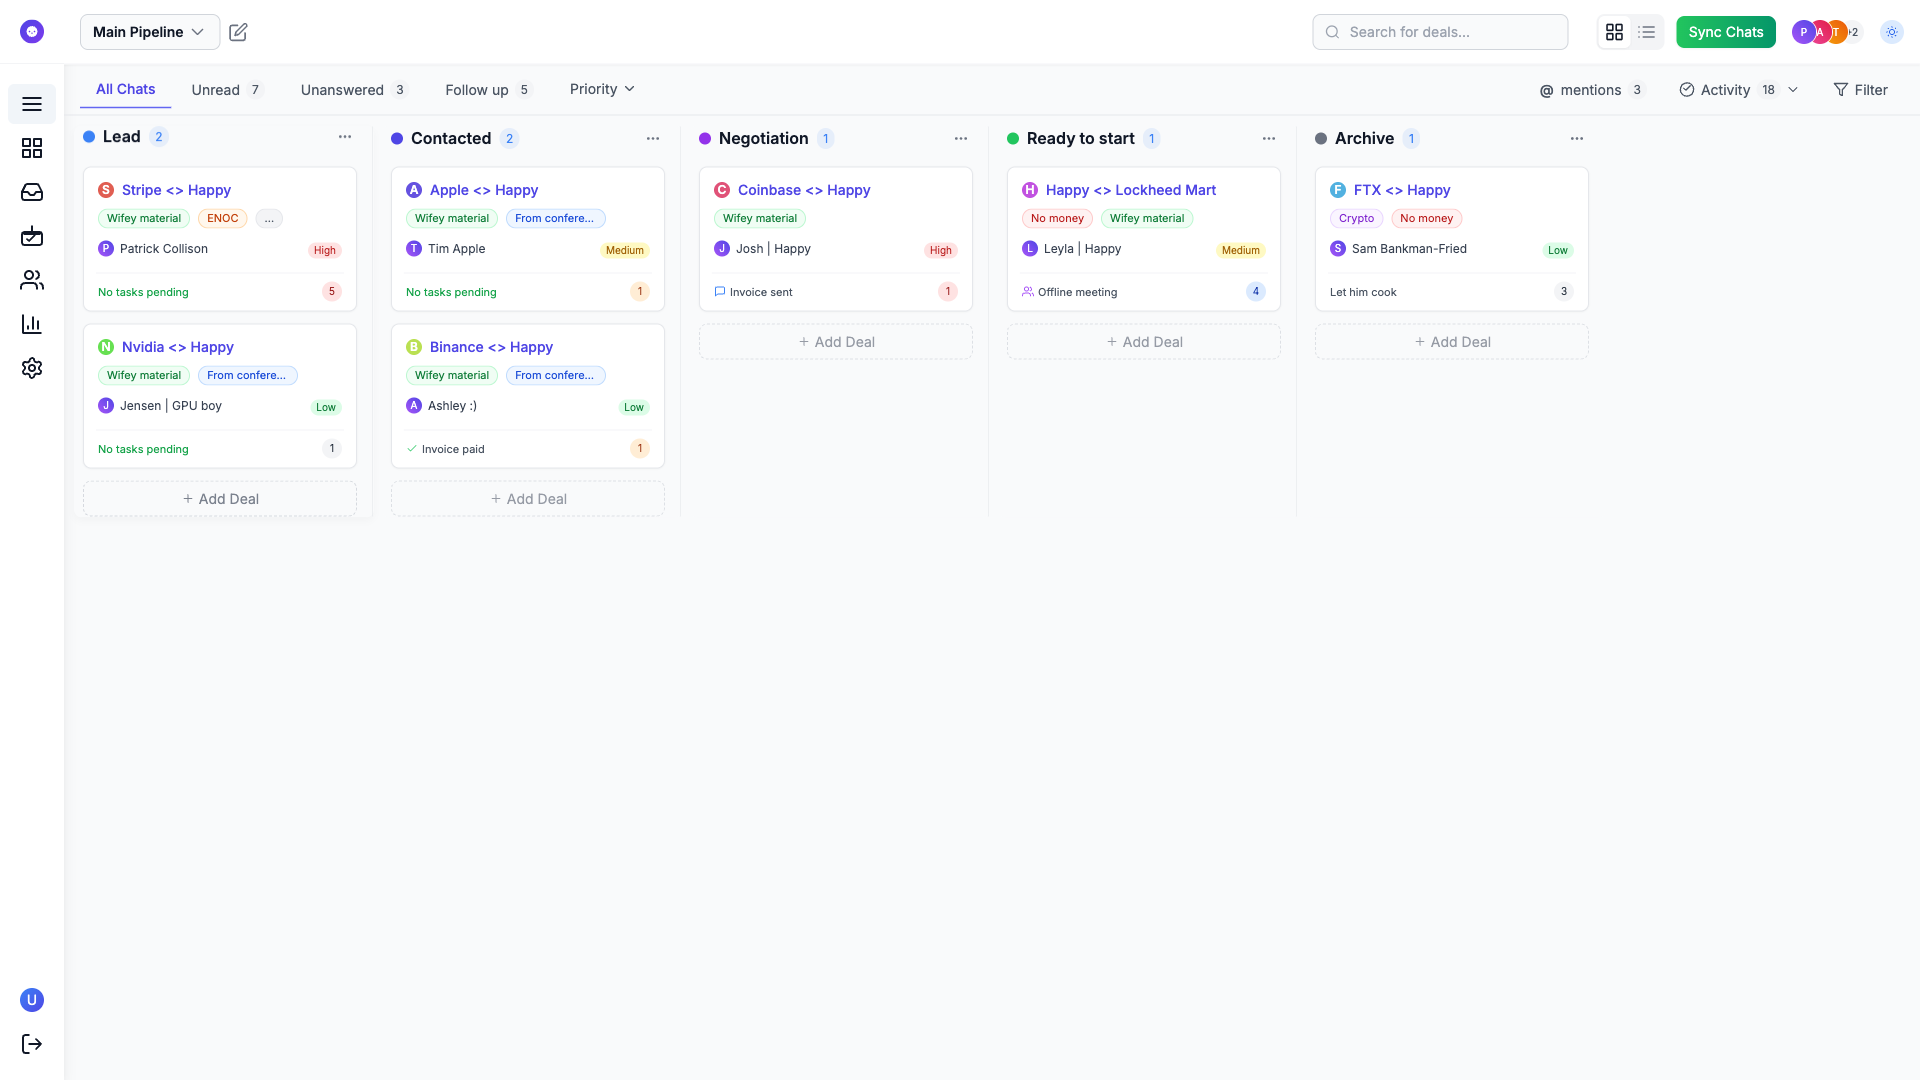 Main Pipeline
Search for deals...
Sync Chats
P A T +2
All Chats
Unread 7
Unanswered 3
Follow up 5
Priority
@ mentions 3
Activity 18
Filter
Lead 2
S Stripe <> Happy
Wifey material ENOC ...
P Patrick Collison High
No tasks pending 5
N Nvidia <> Happy
Wifey material From confere...
J Jensen | GPU boy Low
No tasks pending 1
+ Add Deal
Contacted 2
A Apple <> Happy
Wifey material From confere...
T Tim Apple Medium
No tasks pending 1
B Binance <> Happy
Wifey material From confere...
A Ashley :) Low
Invoice paid 1
+ Add Deal
Negotiation 1
C Coinbase <> Happy
Wifey material
J Josh | Happy High
Invoice sent 1
+ Add Deal
Ready to start 1
H Happy <> Lockheed Mart
No money Wifey material
L Leyla | Happy Medium
Offline meeting 4
+ Add Deal
Archive 1
F FTX <> Happy
Crypto No money
S Sam Bankman-Fried Low
Let him cook 3
+ Add Deal
U